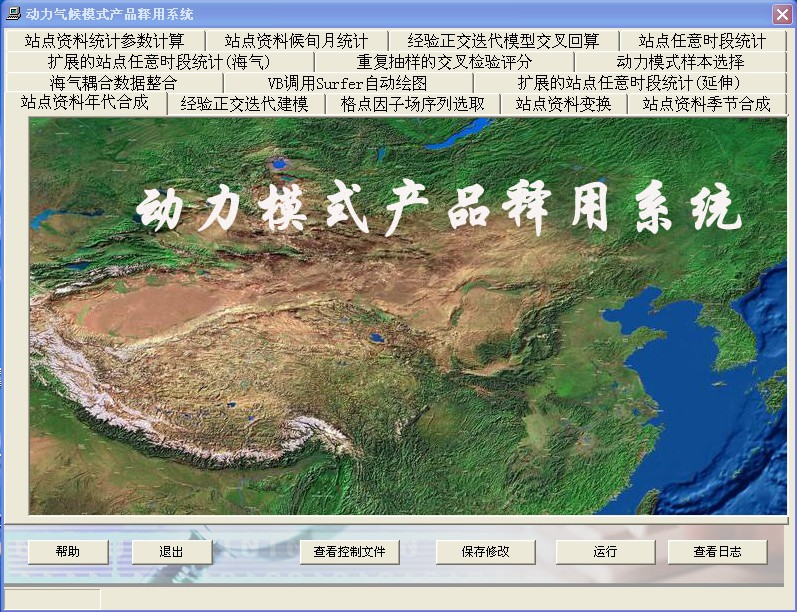 动力气候模式产品释用系统
站点资料统计参数计算 站点资料候旬月统计 经验正交迭代模型交叉回算 站点任意时段统计
扩展的站点任意时段统计(海气) 重复抽样的交叉检验评分 动力模式样本选择
海气耦合数据整合 VB调用Surfer自动绘图 扩展的站点任意时段统计(延伸)
站点资料年代合成 经验正交迭代建模 格点因子场序列选取 站点资料变换 站点资料季节合成
动力模式产品释用系统
帮助 退出 查看控制文件 保存修改 运行 查看日志